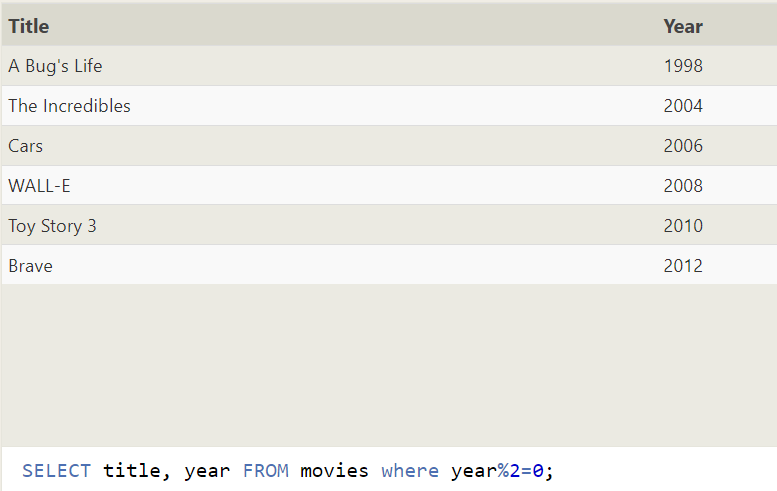 Title Year
A Bug's Life 1998
The Incredibles 2004
Cars 2006
WALL-E 2008
Toy Story 3 2010
Brave 2012
SELECT title, year FROM movies where year%2=0;